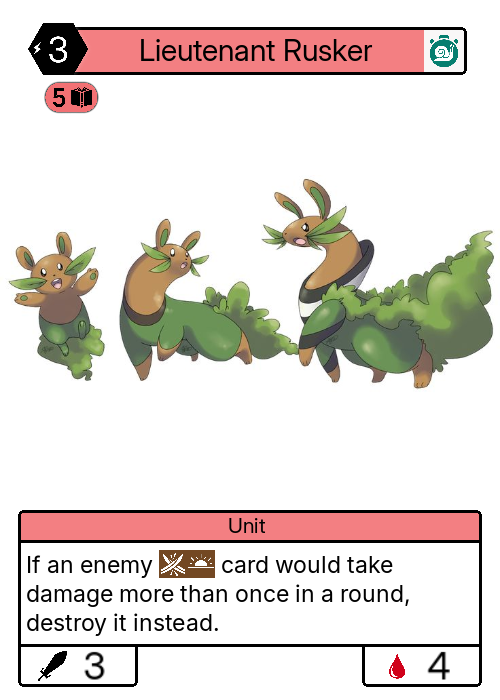 3 Lieutenant Rusker
5
Unit
If an enemy card would take
damage more than once in a round,
destroy it instead.
3 4